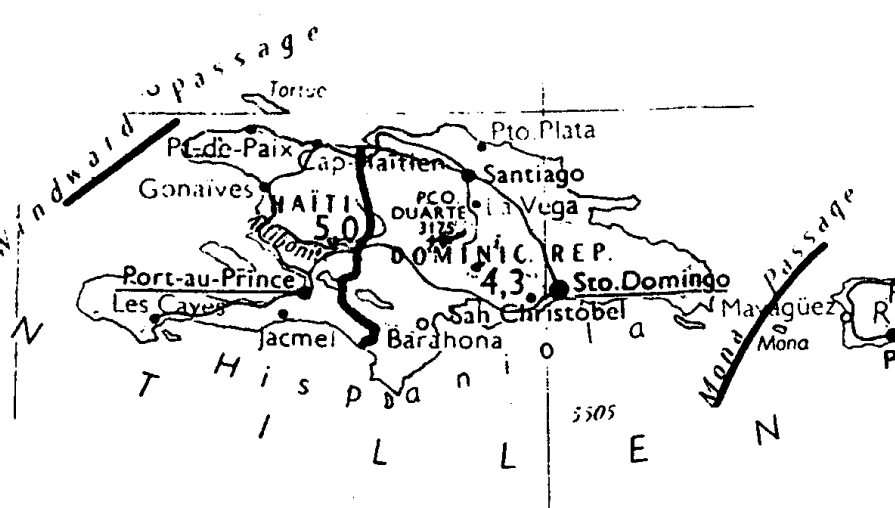 Windward passage
Tortue
Pto.Plata
Pt-de-Paix
Cap-Haïtien
Santiago
Gonaïves
HAÏTI
5,0
PCO
DUARTE
3175
La Vega
DOMINIC. REP.
4,3
Port-au-Prince
Sto.Domingo
Les Cayes
San Christóbel
Jacmel
Barahona
Hispaniola
Mona Passage
Mayagüez
Mona
R
P
5505
N T I L L E N